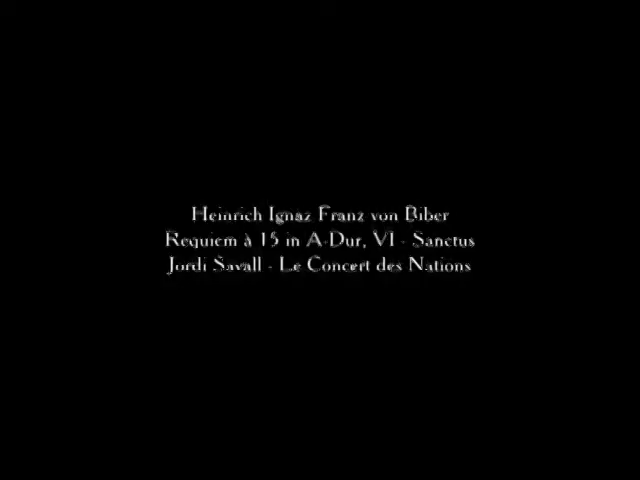 Heinrich Ignaz Franz von Biber
Requiem à 15 in A-Dur, VI - Sanctus
Jordi Savall - Le Concert des Nations